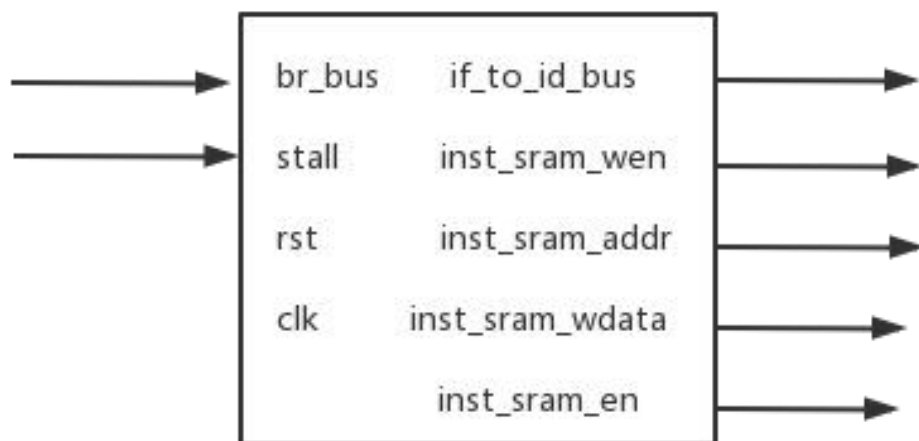 br_bus if_to_id_bus
stall inst_sram_wen
rst inst_sram_addr
clk inst_sram_wdata
inst_sram_en